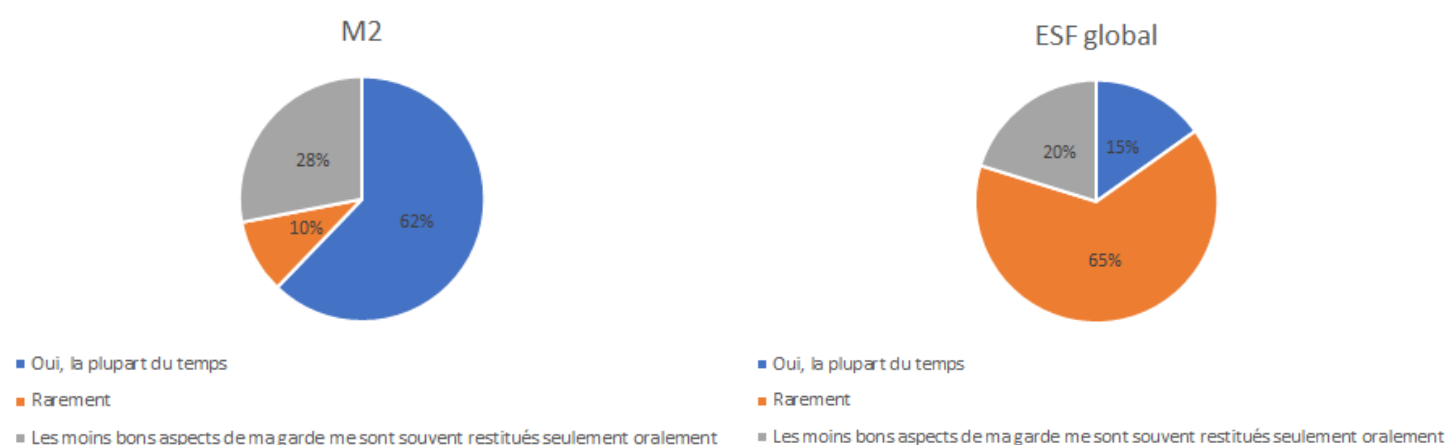 M2
28%
10%
62%
Oui, la plupart du temps
Rarement
Les moins bons aspects de ma garde me sont souvent restitués seulement oralement
ESF global
20%
15%
65%
Oui, la plupart du temps
Rarement
Les moins bons aspects de ma garde me sont souvent restitués seulement oralement